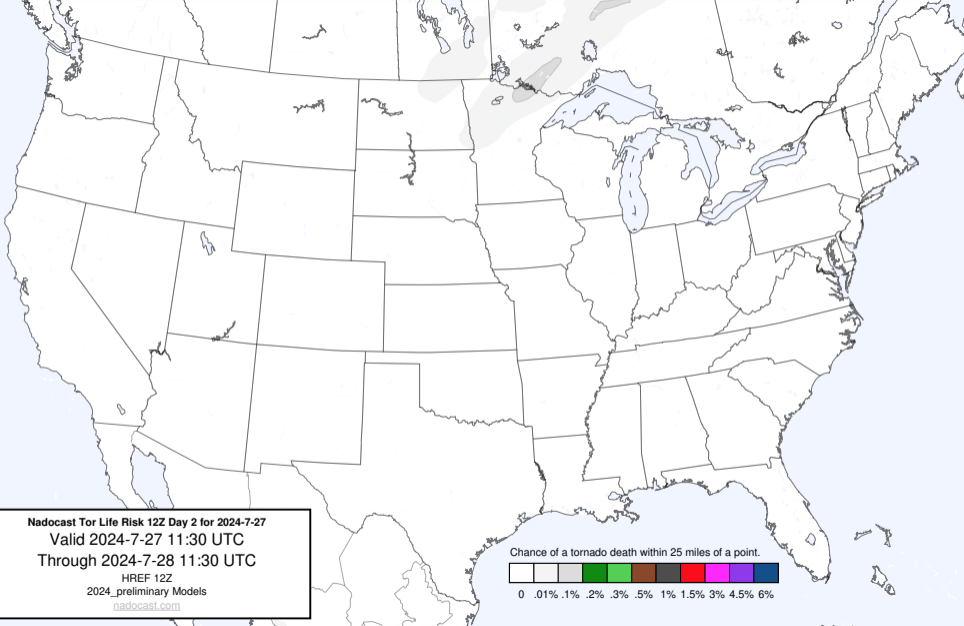 Nadocast Tor Life Risk 12Z Day 2 for 2024-7-27
Valid 2024-7-27 11:30 UTC
Through 2024-7-28 11:30 UTC
HREF 12Z
2024_preliminary Models
nadocast.com
Chance of a tornado death within 25 miles of a point.
0 .01% .1% .2% .3% .5% 1% 1.5% 3% 4.5% 6%